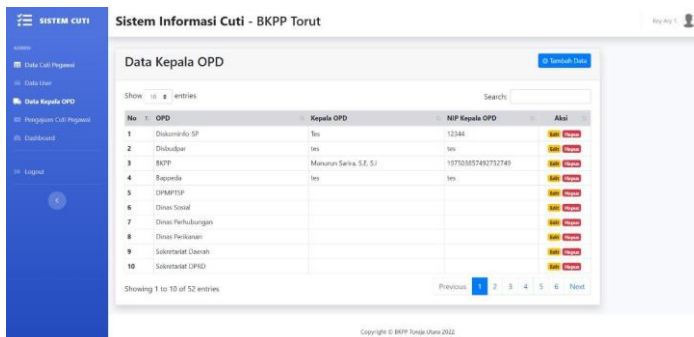 SISTEM CUTI
Sistem Informasi Cuti - BKPP Torut
ADMIN
Data Cuti Pegawai
Data User
Data Kepala OPD
Pengajuan Cuti Pegawai
Dashboard
Logout
Data Kepala OPD
Tambah Data
Show 10 entries
Search:
No OPD Kepala OPD NIP Kepala OPD Aksi
1 Diskominfo-SP Tes 12344 Edit Hapus
2 Disbudpar tes tes Edit Hapus
3 BKPP Manurun Sarira, S.E, S.I 197503857492752749 Edit Hapus
4 Bappeda tes tes Edit Hapus
5 DPMPTSP Edit Hapus
6 Dinas Sosial Edit Hapus
7 Dinas Perhubungan Edit Hapus
8 Dinas Perikanan Edit Hapus
9 Sekretariat Daerah Edit Hapus
10 Sekretariat DPRD Edit Hapus
Showing 1 to 10 of 52 entries
Previous 1 2 3 4 5 6 Next
Copyright © BKPP Toraja Utara 2022